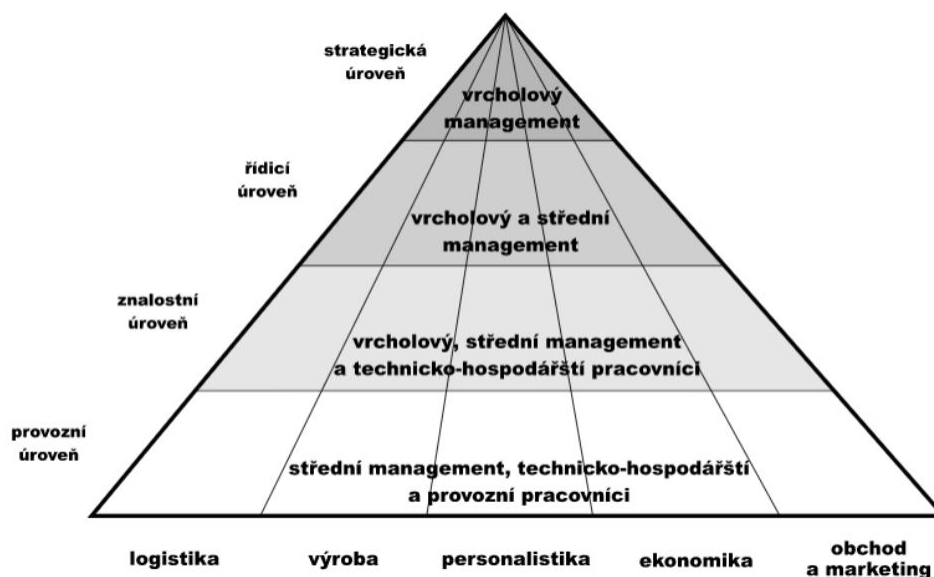 strategická
úroveň
vrcholový
management
řídicí
úroveň
vrcholový a střední
management
znalostní
úroveň
vrcholový, střední management
a technicko-hospodářští pracovníci
provozní
úroveň
střední management, technicko-hospodářští
a provozní pracovníci
logistika
výroba
personalistika
ekonomika
obchod
a marketing